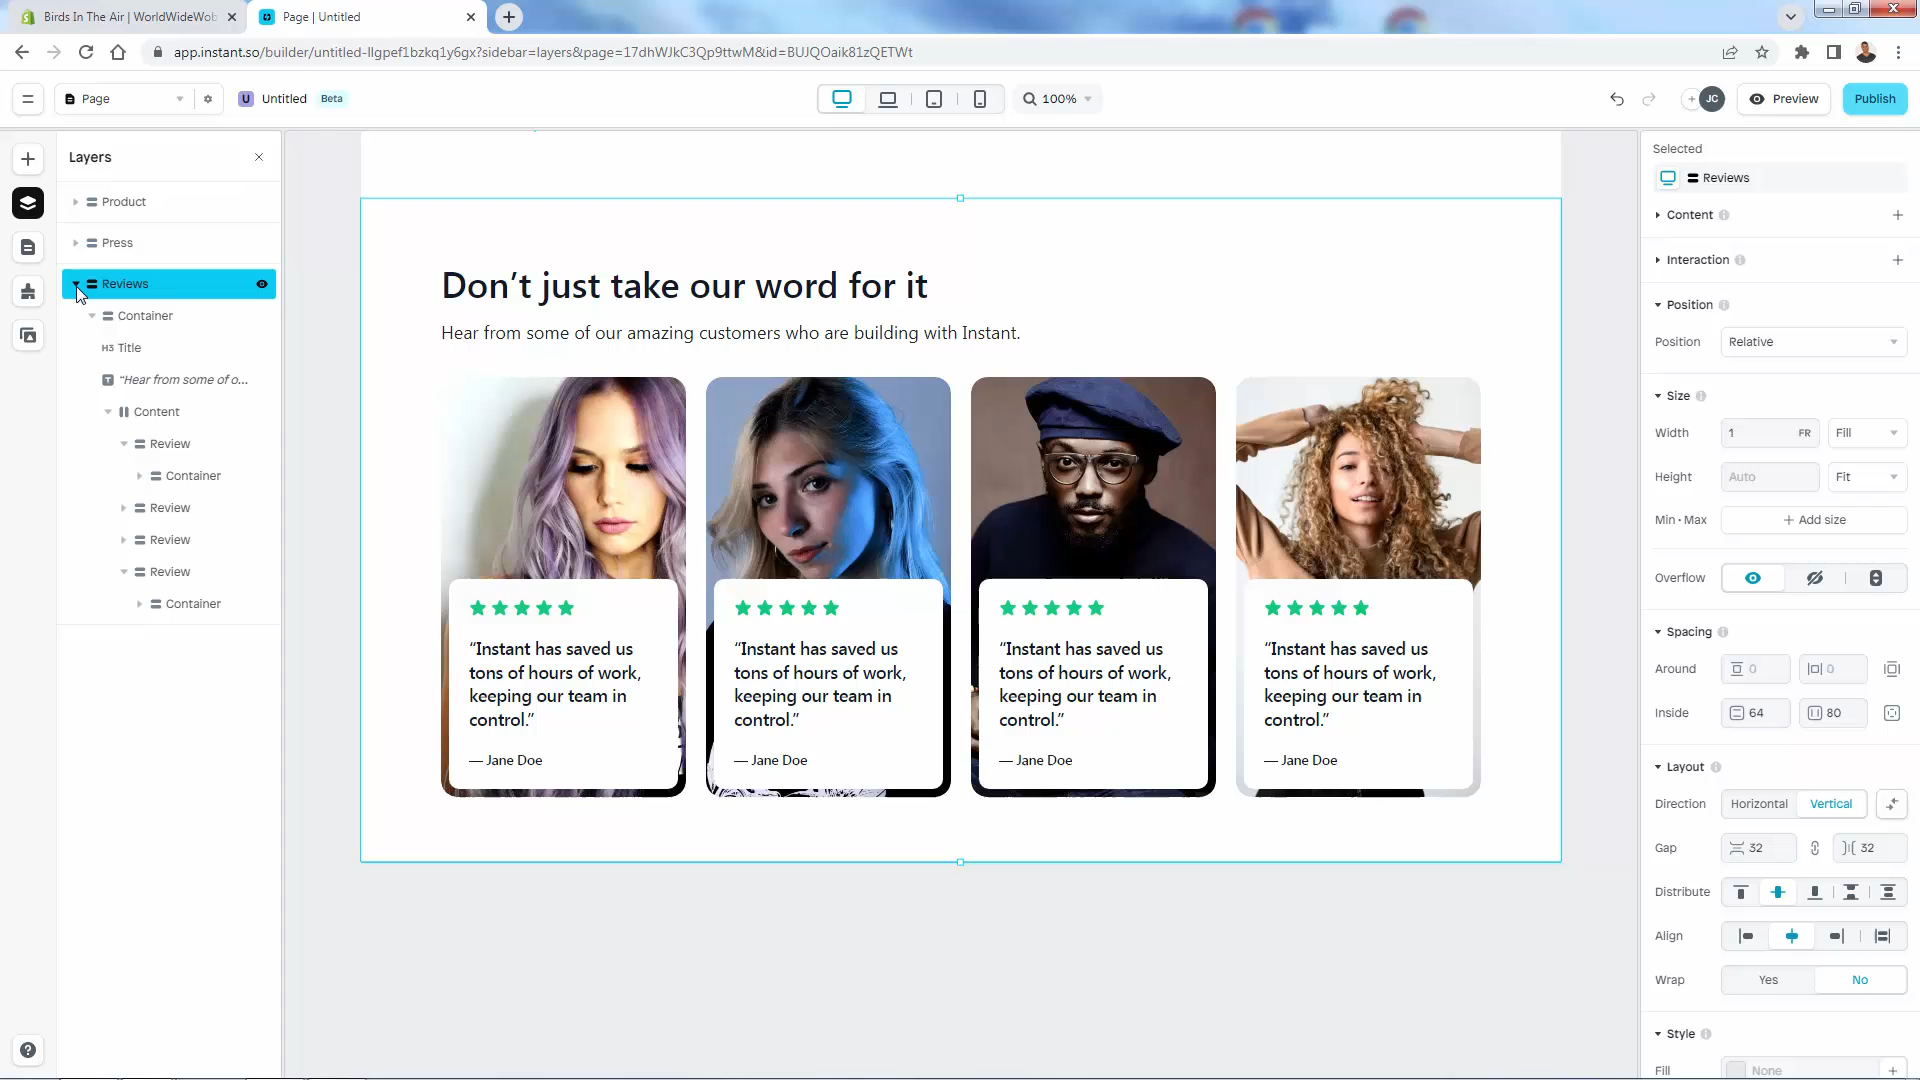 Birds In The Air | WorldWideWob
Page | Untitled
app.instant.so/builder/untitled-llgpef1bzkq1y6gx?sidebar=layers&page=17dhWJkC3Qp9ttwM&id=BUJQOaik81zQETWt
Page
U Untitled Beta
100%
JC
Preview
Publish
Layers
Product
Press
Reviews
Container
H3 Title
T “Hear from some of o...
Content
Review
Container
Review
Review
Review
Container
Don’t just take our word for it
Hear from some of our amazing customers who are building with Instant.
“Instant has saved us
tons of hours of work,
keeping our team in
control.”
— Jane Doe
“Instant has saved us
tons of hours of work,
keeping our team in
control.”
— Jane Doe
“Instant has saved us
tons of hours of work,
keeping our team in
control.”
— Jane Doe
“Instant has saved us
tons of hours of work,
keeping our team in
control.”
— Jane Doe
Selected
Reviews
Content
Interaction
Position
Position Relative
Size
Width 1 FR Fill
Height Auto Fit
Min • Max Add size
Overflow
Spacing
Around 0 0
Inside 64 80
Layout
Direction Horizontal Vertical
Gap 32 32
Distribute
Align
Wrap Yes No
Style
Fill None